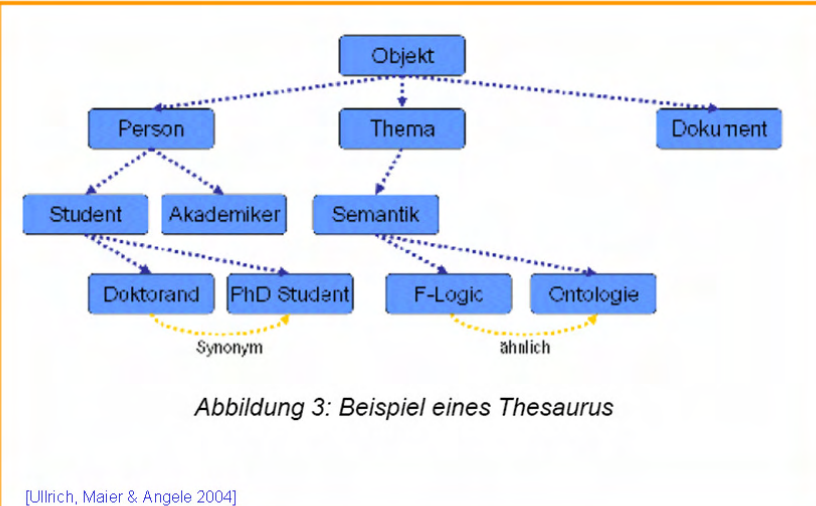 Objekt
Person Thema Dokument
Student Akademiker Semantik
Doktorand PhD Student F-Logic Ontologie
Synonym ähnlich
Abbildung 3: Beispiel eines Thesaurus
[Ullrich, Maier & Angele 2004]